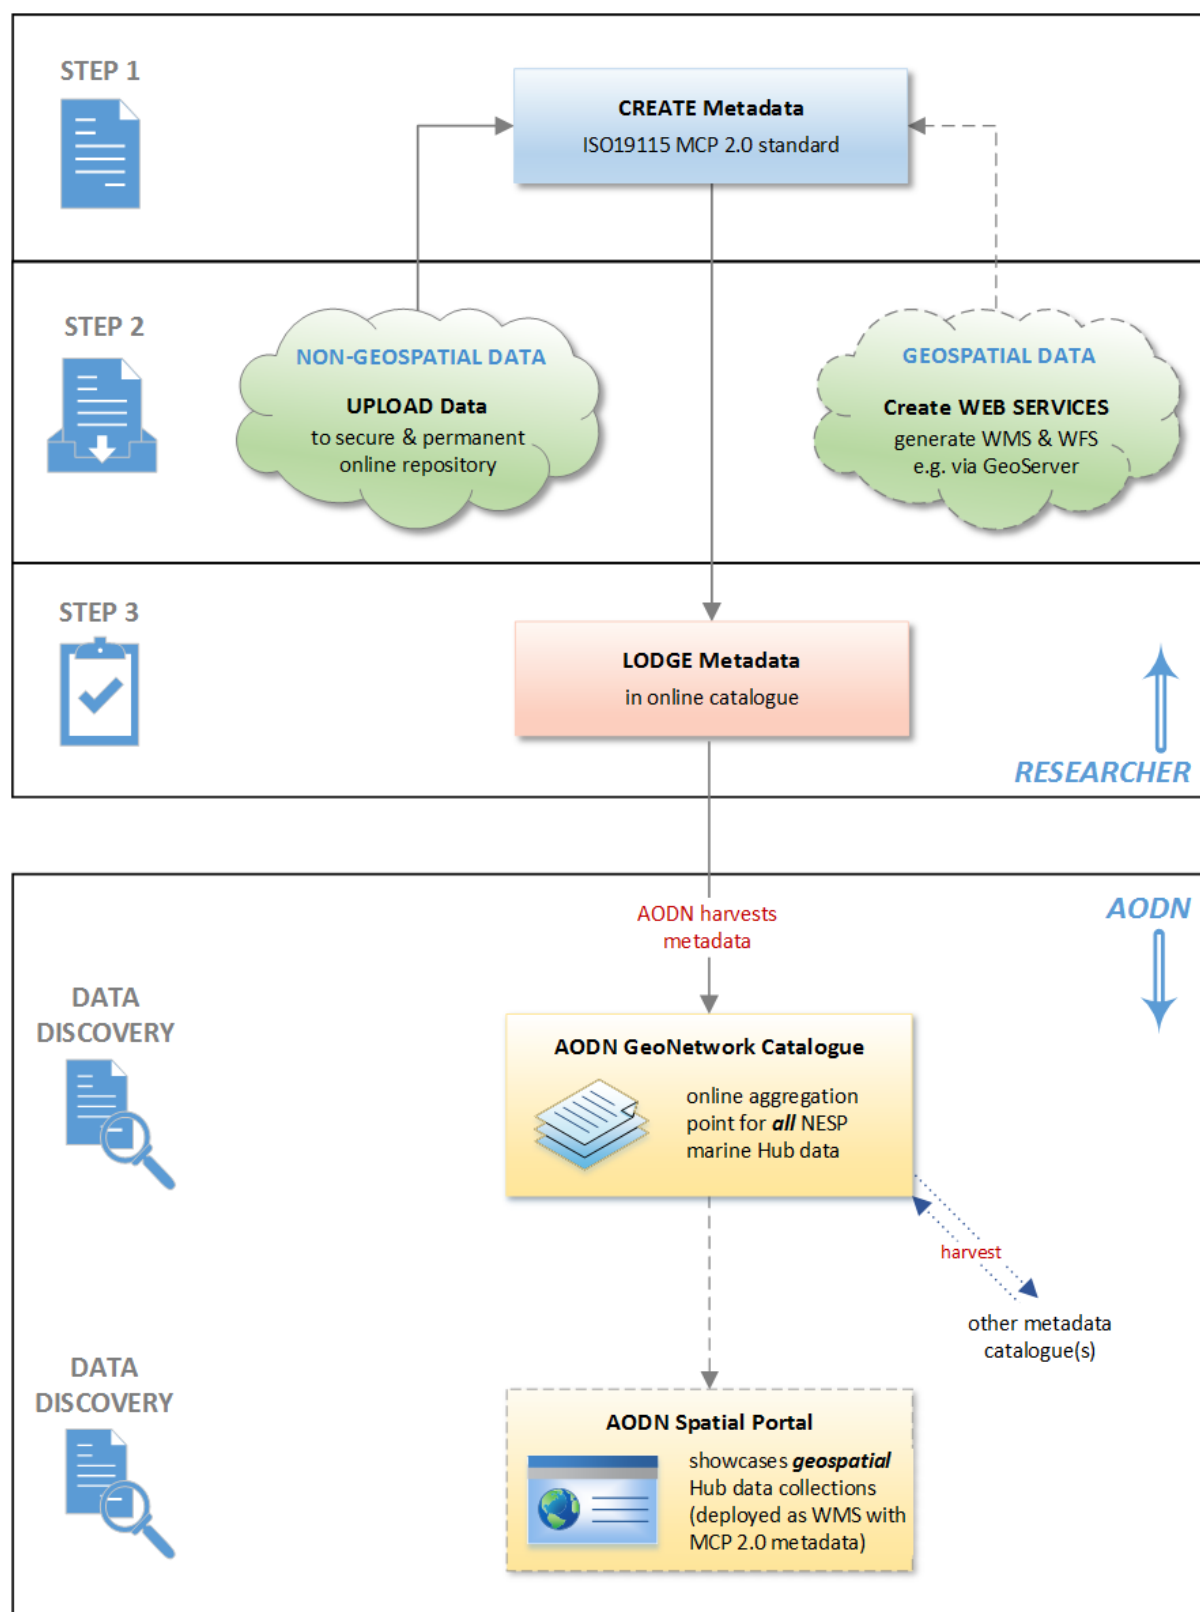 STEP 1
CREATE Metadata
ISO19115 MCP 2.0 standard
STEP 2
NON-GEOSPATIAL DATA
UPLOAD Data
to secure & permanent
online repository
GEOSPATIAL DATA
Create WEB SERVICES
generate WMS & WFS
e.g. via GeoServer
STEP 3
LODGE Metadata
in online catalogue
RESEARCHER
AODN
AODN harvests
metadata
DATA
DISCOVERY
AODN GeoNetwork Catalogue
online aggregation
point for all NESP
marine Hub data
harvest
other metadata
catalogue(s)
DATA
DISCOVERY
AODN Spatial Portal
showcases geospatial
Hub data collections
(deployed as WMS with
MCP 2.0 metadata)